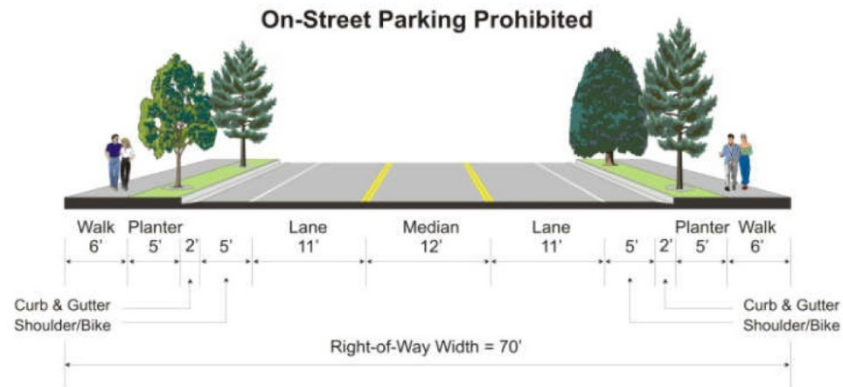 On-Street Parking Prohibited
Walk Planter Lane Median Lane Planter Walk
6' 5' 2' 5' 11' 12' 11' 5' 2' 5' 6'
Curb & Gutter Curb & Gutter
Shoulder/Bike Shoulder/Bike
Right-of-Way Width = 70'